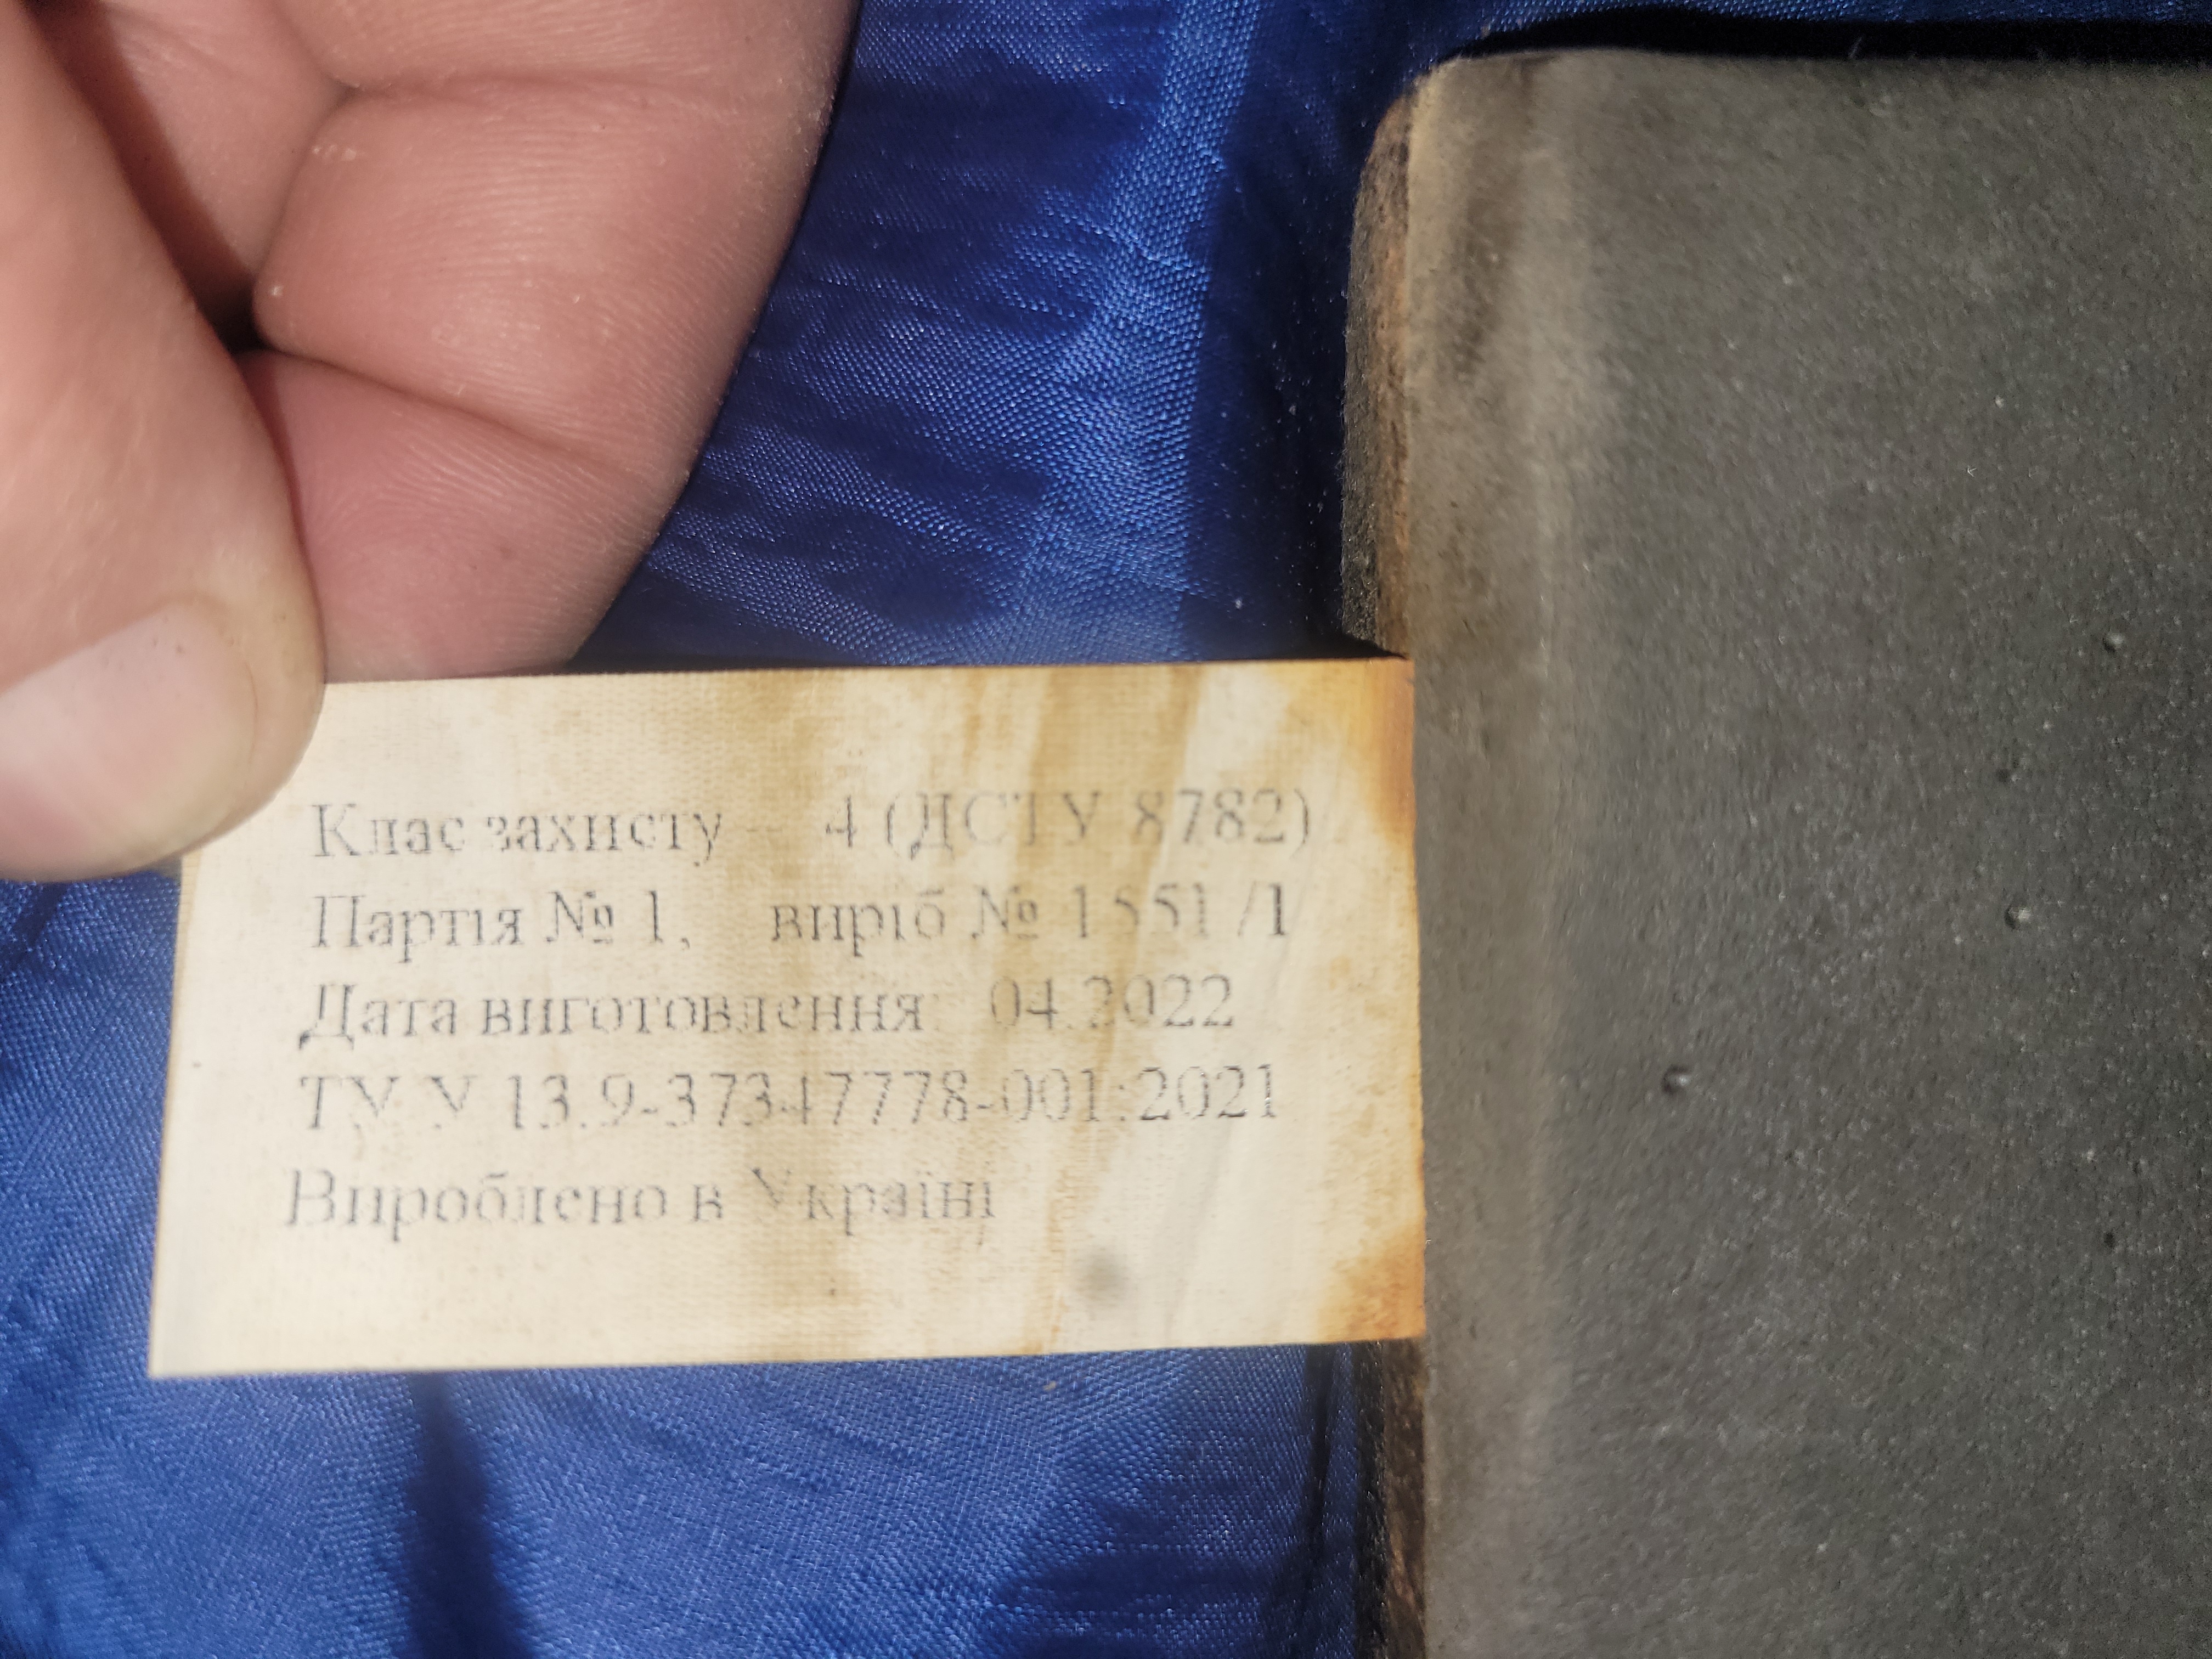 Клас захисту – 4 (ДСТУ 8782)
Партія № 1, виріб № 1551 /1
Дата виготовлення: 04.2022
ТУ У 13.9-37347778-001:2021
Вироблено в Україні